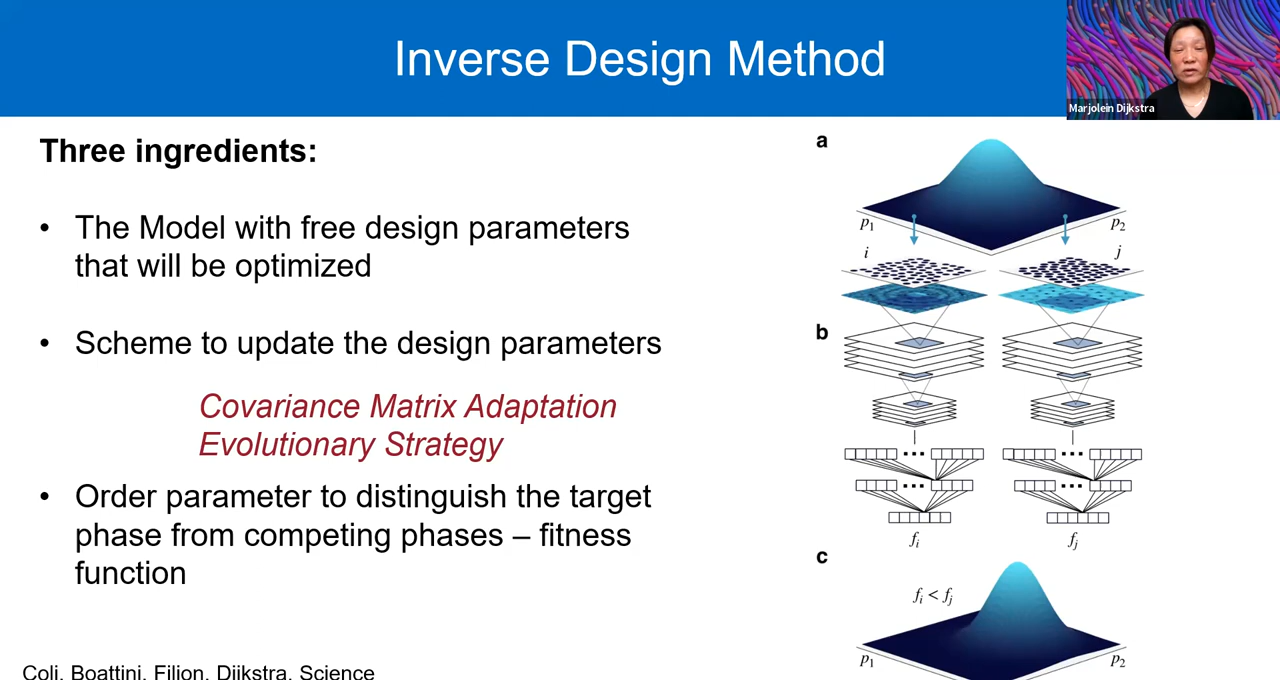 Inverse Design Method
Marjolein Dijkstra
Three ingredients:
• The Model with free design parameters
that will be optimized
• Scheme to update the design parameters
Covariance Matrix Adaptation
Evolutionary Strategy
• Order parameter to distinguish the target
phase from competing phases – fitness
function
Coli, Boattini, Filion, Dijkstra, Science
a
p₁
p₂
i
j
b
fᵢ
fⱼ
c
fᵢ < fⱼ
p₁
p₂